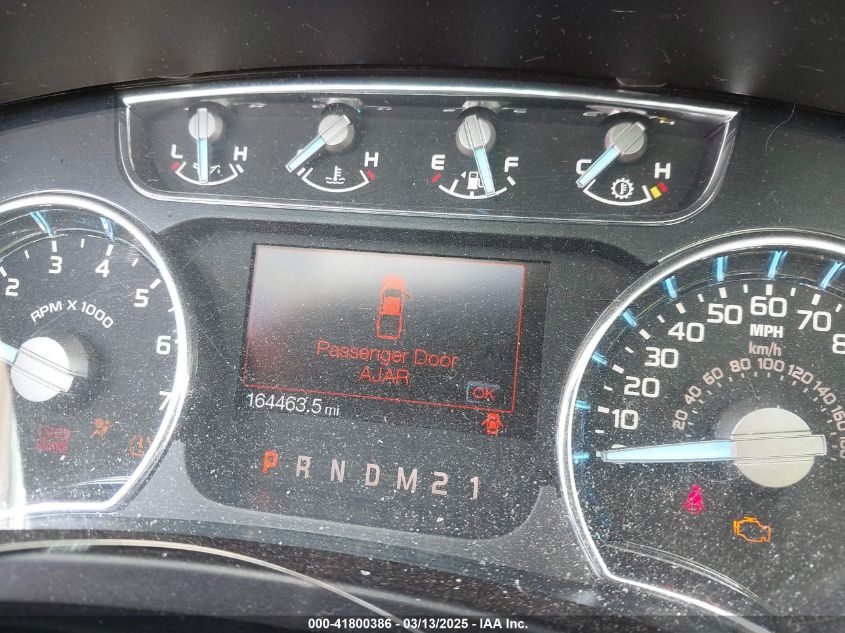 L H H E F C H
2 3 4 5 6 7
RPM X 1000
Passenger Door
AJAR
OK
164463.5 mi
P R N D M 2 1
10 20 30 40 50 60 70
MPH
km/h
20 40 60 80 100 120 140 160
000-41800386 - 03/13/2025 - IAA Inc.